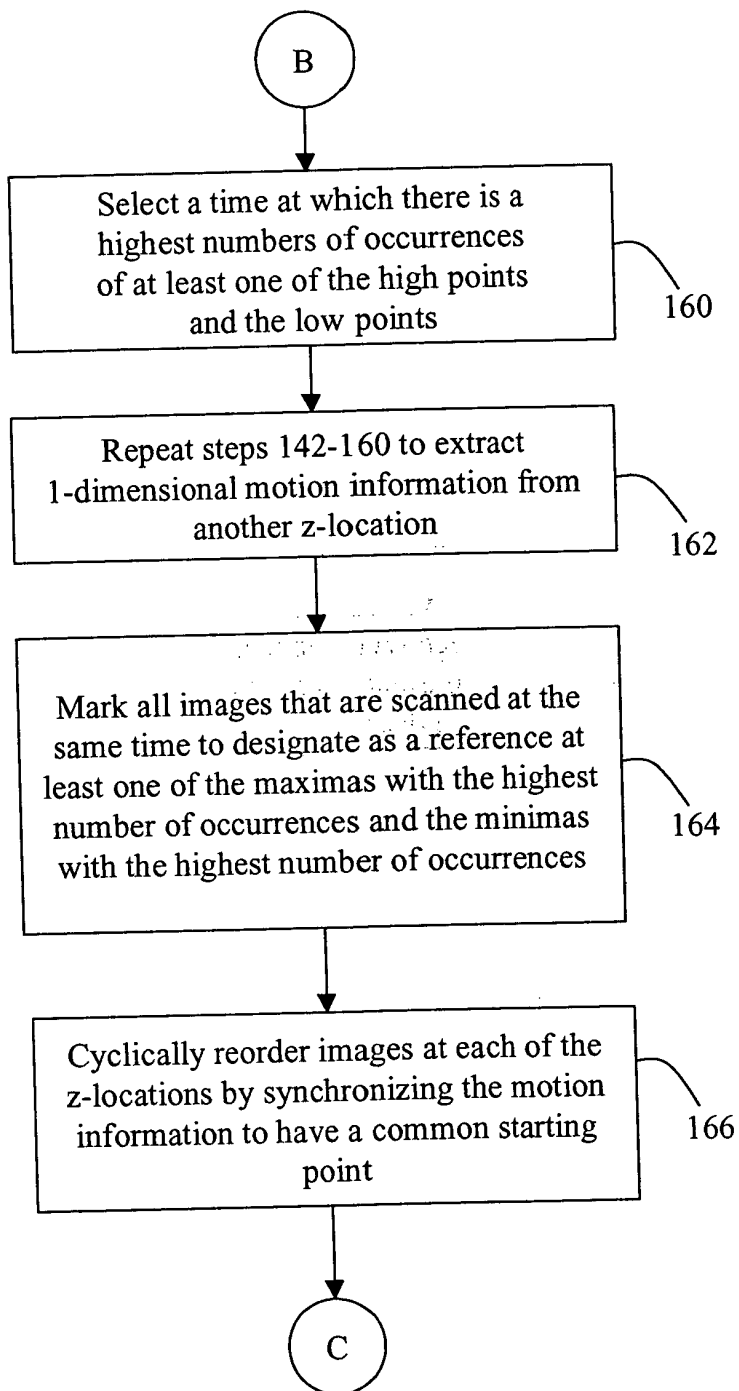 B
Select a time at which there is a
highest numbers of occurrences
of at least one of the high points
and the low points
160
Repeat steps 142-160 to extract
1-dimensional motion information from
another z-location
162
Mark all images that are scanned at the
same time to designate as a reference at
least one of the maximas with the highest
number of occurrences and the minimas
with the highest number of occurrences
164
Cyclically reorder images at each of the
z-locations by synchronizing the motion
information to have a common starting
point
166
C